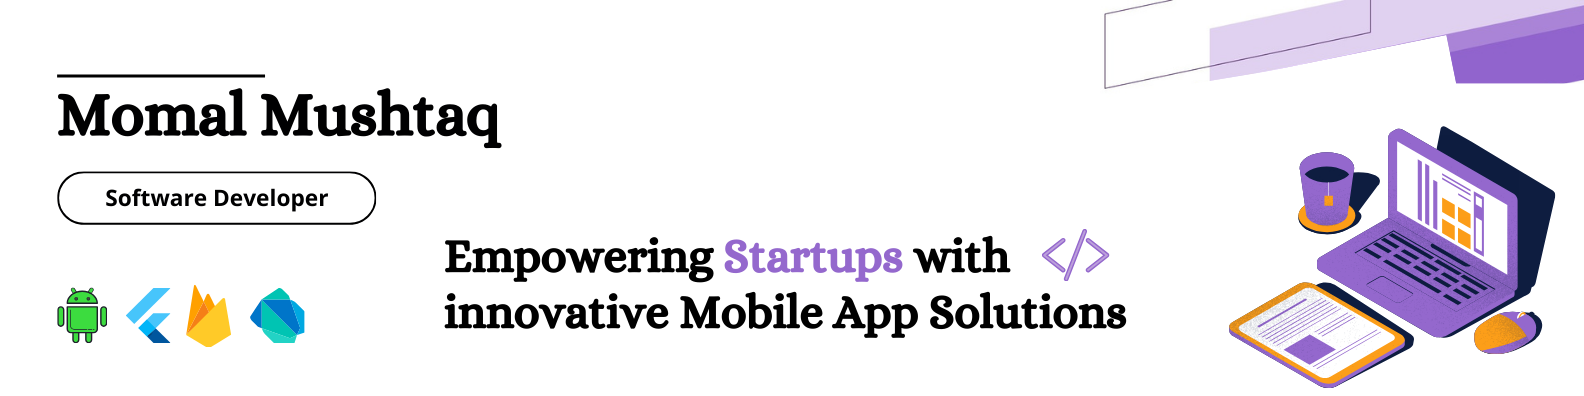 Momal Mushtaq
Software Developer
Empowering Startups with </>
innovative Mobile App Solutions